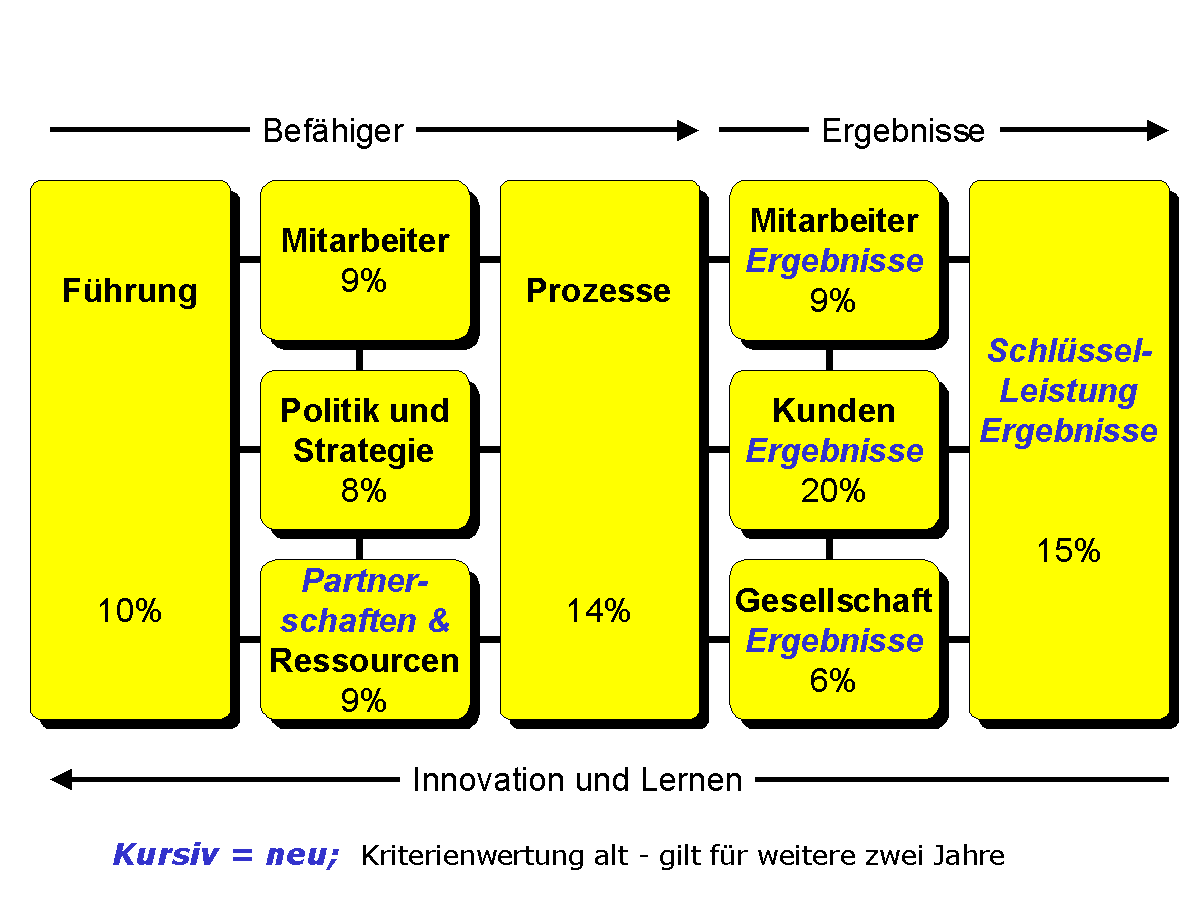 Befähiger
Ergebnisse
Führung
10%
Mitarbeiter
9%
Politik und
Strategie
8%
Partner-
schaften &
Ressourcen
9%
Prozesse
14%
Mitarbeiter
Ergebnisse
9%
Kunden
Ergebnisse
20%
Gesellschaft
Ergebnisse
6%
Schlüssel-
Leistung
Ergebnisse
15%
Innovation und Lernen
Kursiv = neu; Kriterienwertung alt - gilt für weitere zwei Jahre